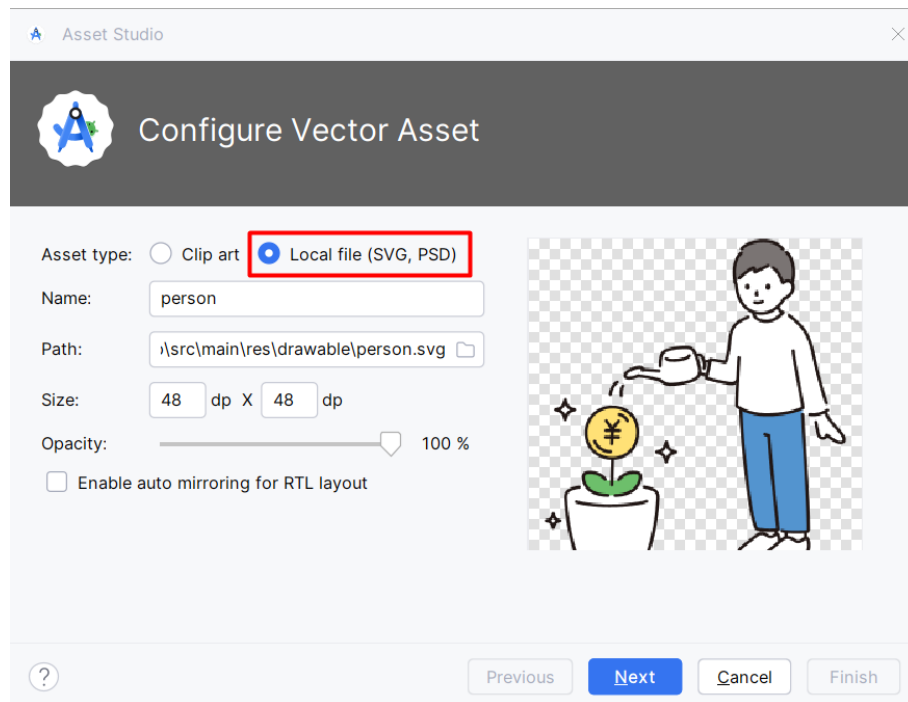 Asset Studio
Configure Vector Asset
Asset type: Clip art Local file (SVG, PSD)
Name: person
Path: \src\main\res\drawable\person.svg
Size: 48 dp X 48 dp
Opacity: 100 %
Enable auto mirroring for RTL layout
¥
? Previous Next Cancel Finish